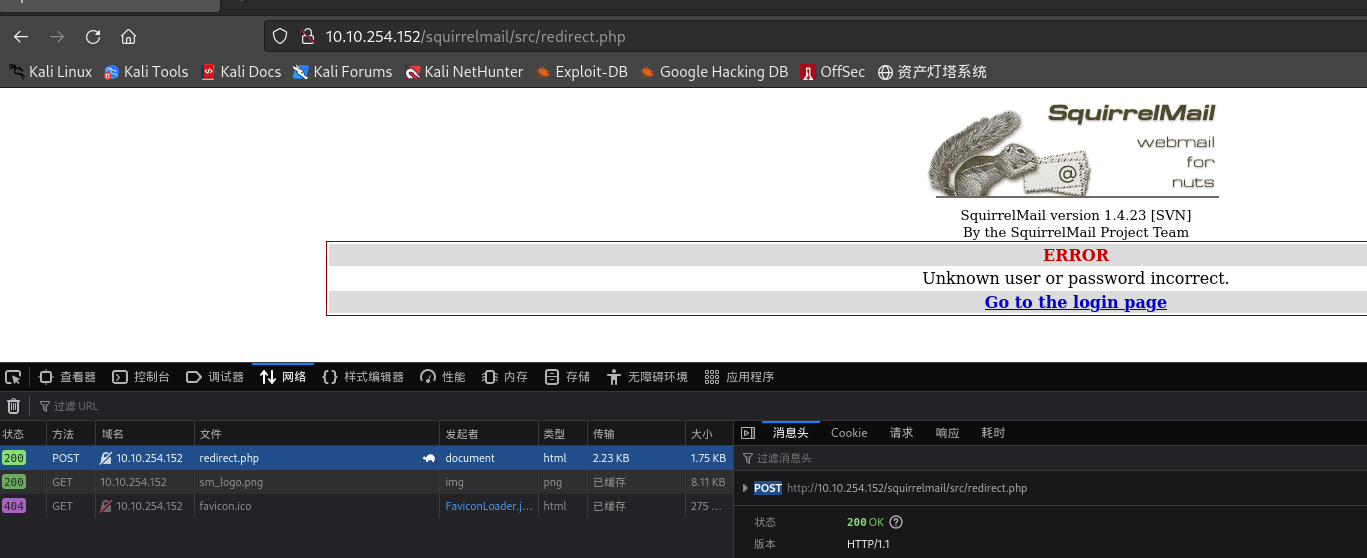 10.10.254.152/squirrelmail/src/redirect.php
Kali Linux Kali Tools Kali Docs Kali Forums Kali NetHunter Exploit-DB Google Hacking DB OffSec 资产灯塔系统
SquirrelMail
webmail
for
nuts
SquirrelMail version 1.4.23 [SVN]
By the SquirrelMail Project Team
ERROR
Unknown user or password incorrect.
Go to the login page
查看器 控制台 调试器 网络 样式编辑器 性能 内存 存储 无障碍环境 应用程序
过滤 URL
状态 方法 域名 文件 发起者 类型 传输 大小
200 POST 10.10.254.152 redirect.php document html 2.23 KB 1.75 KB
200 GET 10.10.254.152 sm_logo.png img png 已缓存 8.11 KB
404 GET 10.10.254.152 favicon.ico FaviconLoader.j... html 已缓存 275 ...
消息头 Cookie 请求 响应 耗时
过滤消息头
POST http://10.10.254.152/squirrelmail/src/redirect.php
状态 200 OK
版本 HTTP/1.1